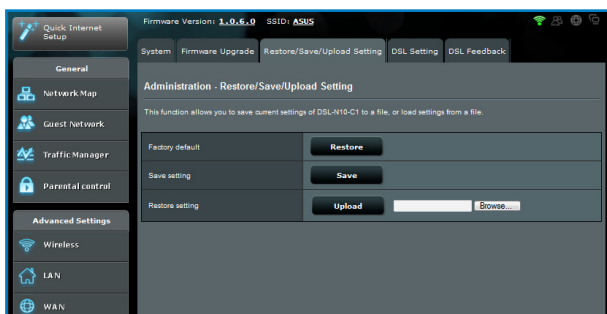 Quick Internet
Setup
Firmware Version: 1.0.6.0 SSID: ASUS
System Firmware Upgrade Restore/Save/Upload Setting DSL Setting DSL Feedback
General
Network Map
Guest Network
Traffic Manager
Parental control
Advanced Settings
Wireless
LAN
WAN
Administration - Restore/Save/Upload Setting
This function allows you to save current settings of DSL-N10-C1 to a file, or load settings from a file.
Factory default Restore
Save setting Save
Restore setting Upload Browse...